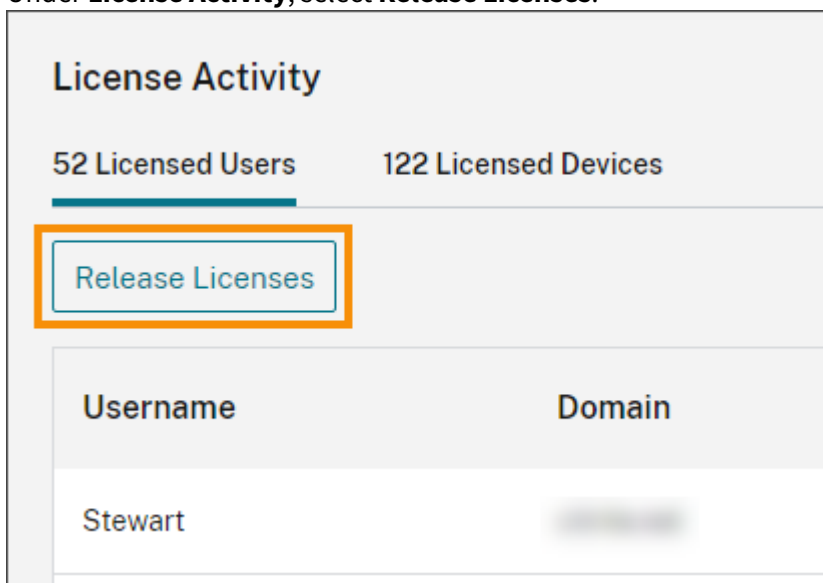 Under License Activity, select Release Licenses.
License Activity
52 Licensed Users 122 Licensed Devices
Release Licenses
Username Domain
Stewart